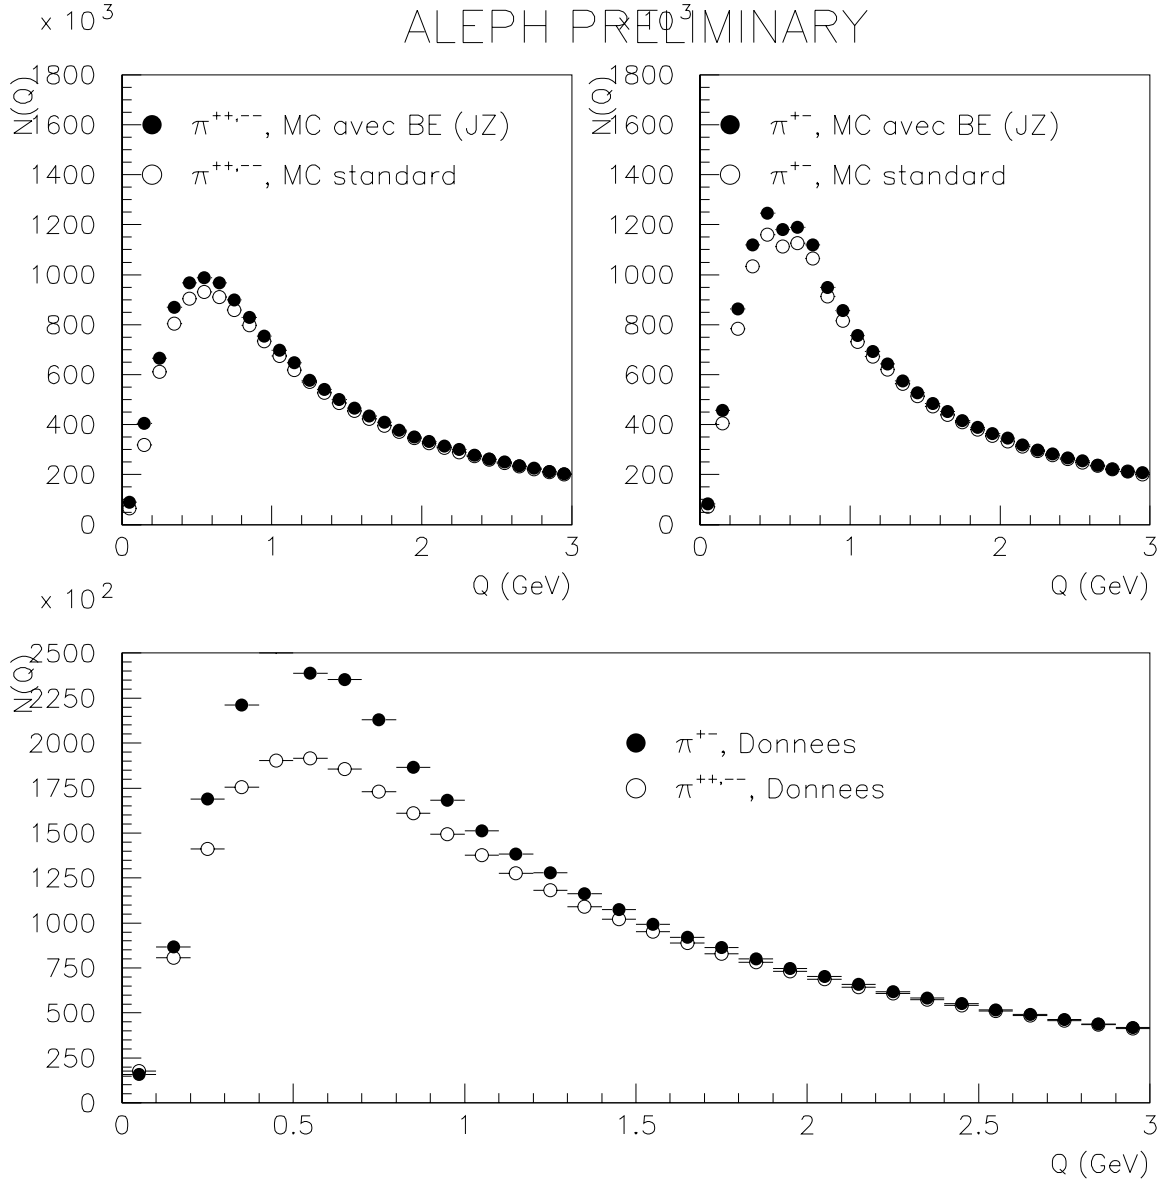 ALEPH PRELIMINARY
x 10³
N(Q)
1800
1600
1400
1200
1000
800
600
400
200
0
π⁺⁺,⁻⁻, MC avec BE (JZ)
π⁺⁺,⁻⁻, MC standard
0 1 2 3
Q (GeV)
x 10³
N(Q)
1800
1600
1400
1200
1000
800
600
400
200
0
π⁺⁻, MC avec BE (JZ)
π⁺⁻, MC standard
0 1 2 3
Q (GeV)
x 10²
N(Q)
2500
2250
2000
1750
1500
1250
1000
750
500
250
0
π⁺⁻, Donnees
π⁺⁺,⁻⁻, Donnees
0 0.5 1 1.5 2 2.5 3
Q (GeV)